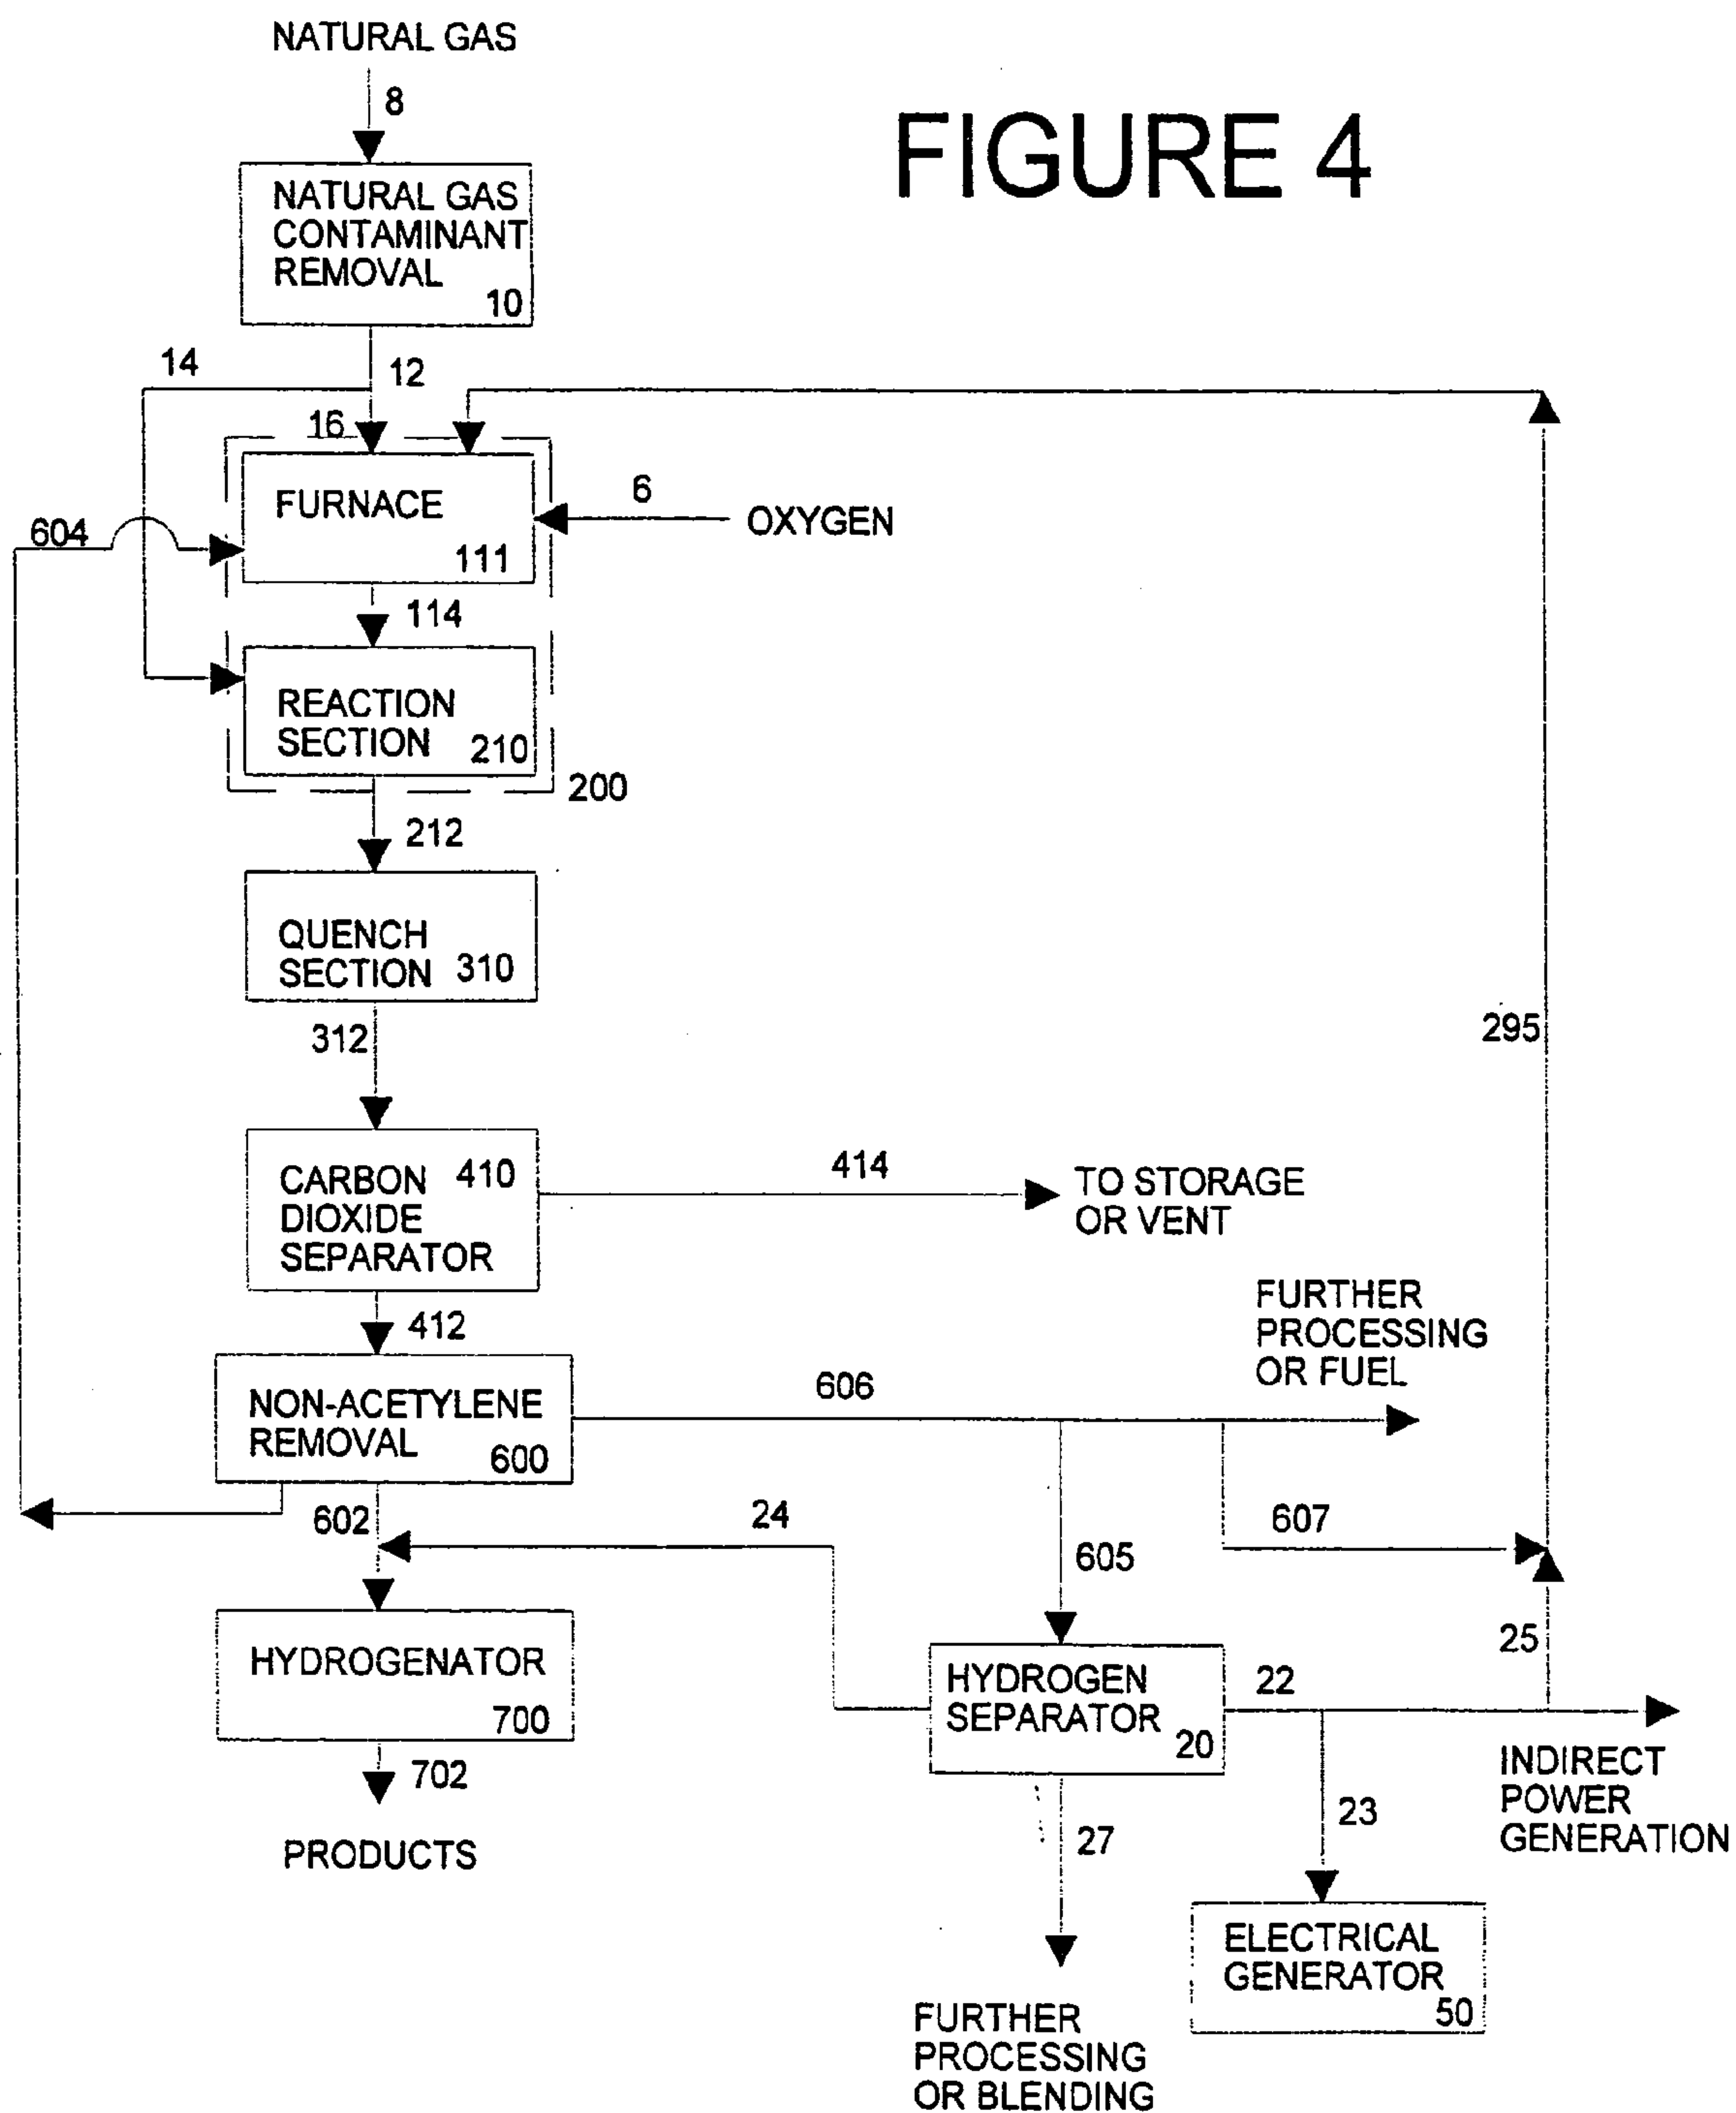 NATURAL GAS
8
FIGURE 4
NATURAL GAS
CONTAMINANT
REMOVAL
10
14
12
16
FURNACE
111
6
OXYGEN
604
114
REACTION
SECTION
210
200
212
QUENCH
SECTION
310
312
295
CARBON
DIOXIDE
SEPARATOR
410
414
TO STORAGE
OR VENT
412
FURTHER
PROCESSING
OR FUEL
NON-ACETYLENE
REMOVAL
600
606
602
24
605
607
HYDROGENATOR
700
HYDROGEN
SEPARATOR
20
22
25
702
PRODUCTS
27
23
INDIRECT
POWER
GENERATION
ELECTRICAL
GENERATOR
50
FURTHER
PROCESSING
OR BLENDING